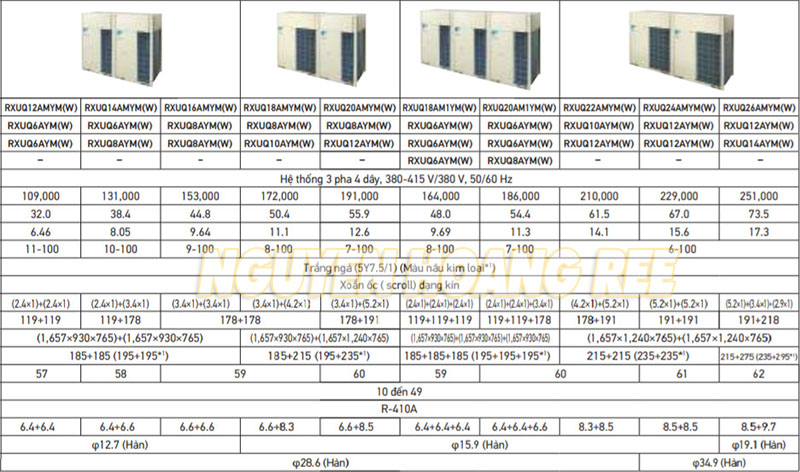 RXUQ12AMYM(W) RXUQ14AMYM(W) RXUQ16AMYM(W) RXUQ18AMYM(W) RXUQ20AMYM(W) RXUQ18AM1YM(W) RXUQ20AM1YM(W) RXUQ22AMYM(W) RXUQ24AMYM(W) RXUQ26AMYM(W)
RXUQ6AYM(W) RXUQ6AYM(W) RXUQ8AYM(W) RXUQ8AYM(W) RXUQ8AYM(W) RXUQ6AYM(W) RXUQ6AYM(W) RXUQ10AYM(W) RXUQ12AYM(W) RXUQ12AYM(W)
RXUQ6AYM(W) RXUQ8AYM(W) RXUQ8AYM(W) RXUQ10AYM(W) RXUQ12AYM(W) RXUQ6AYM(W) RXUQ6AYM(W) RXUQ12AYM(W) RXUQ12AYM(W) RXUQ14AYM(W)
– – – – – RXUQ6AYM(W) RXUQ8AYM(W) – – –
Hệ thống 3 pha 4 dây, 380-415 V/380 V, 50/60 Hz
109,000 131,000 153,000 172,000 191,000 164,000 186,000 210,000 229,000 251,000
32.0 38.4 44.8 50.4 55.9 48.0 54.4 61.5 67.0 73.5
6.46 8.05 9.64 11.1 12.6 9.69 11.3 14.1 15.6 17.3
11-100 10-100 9-100 8-100 7-100 8-100 7-100 6-100
Trắng ngà (5Y7.5/1) (Màu nâu kim loại*¹)
NGUYEN HOANG REE
Xoắn ốc ( scroll) dạng kín
(2.4×1)+(2.4×1) (2.4×1)+(3.4×1) (3.4×1)+(3.4×1) (3.4×1)+(4.2×1) (3.4×1)+(5.2×1) (2.4×1)+(2.4×1)+(2.4×1) (2.4×1)+(2.4×1)+(3.4×1) (4.2×1)+(5.2×1) (5.2×1)+(5.2×1) (5.2×1)+(3.4×1)+(2.9×1)
119+119 119+178 178+178 178+191 119+119+119 119+119+178 178+191 191+191 191+218
(1,657×930×765)+(1,657×930×765) (1,657×930×765)+(1,657×1,240×765) (1,657×930×765)+(1,657×930×765)+(1,657×930×765) (1,657×1,240×765)+(1,657×1,240×765)
185+185 (195+195*¹) 185+215 (195+235*¹) 185+185+185 (195+195+195*¹) 215+215 (235+235*¹) 215+275 (235+295*¹)
57 58 59 60 59 60 61 62
10 đến 49
R-410A
6.4+6.4 6.4+6.6 6.6+6.6 6.6+8.3 6.6+8.5 6.4+6.4+6.4 6.4+6.4+6.6 8.3+8.5 8.5+8.5 8.5+9.7
φ12.7 (Hàn) φ15.9 (Hàn) φ19.1 (Hàn)
φ28.6 (Hàn) φ34.9 (Hàn)